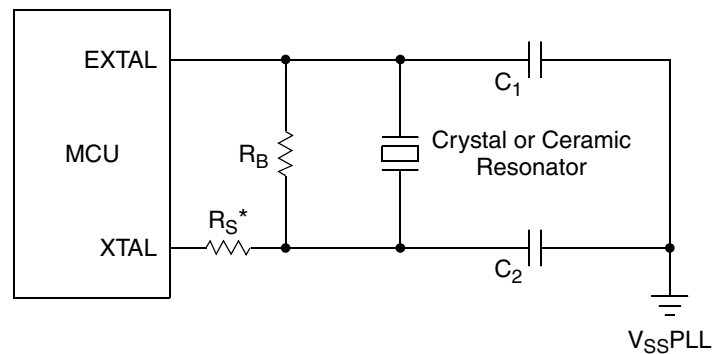 EXTAL
C1
MCU
RB
Crystal or Ceramic
Resonator
RS*
XTAL
C2
VSSPLL